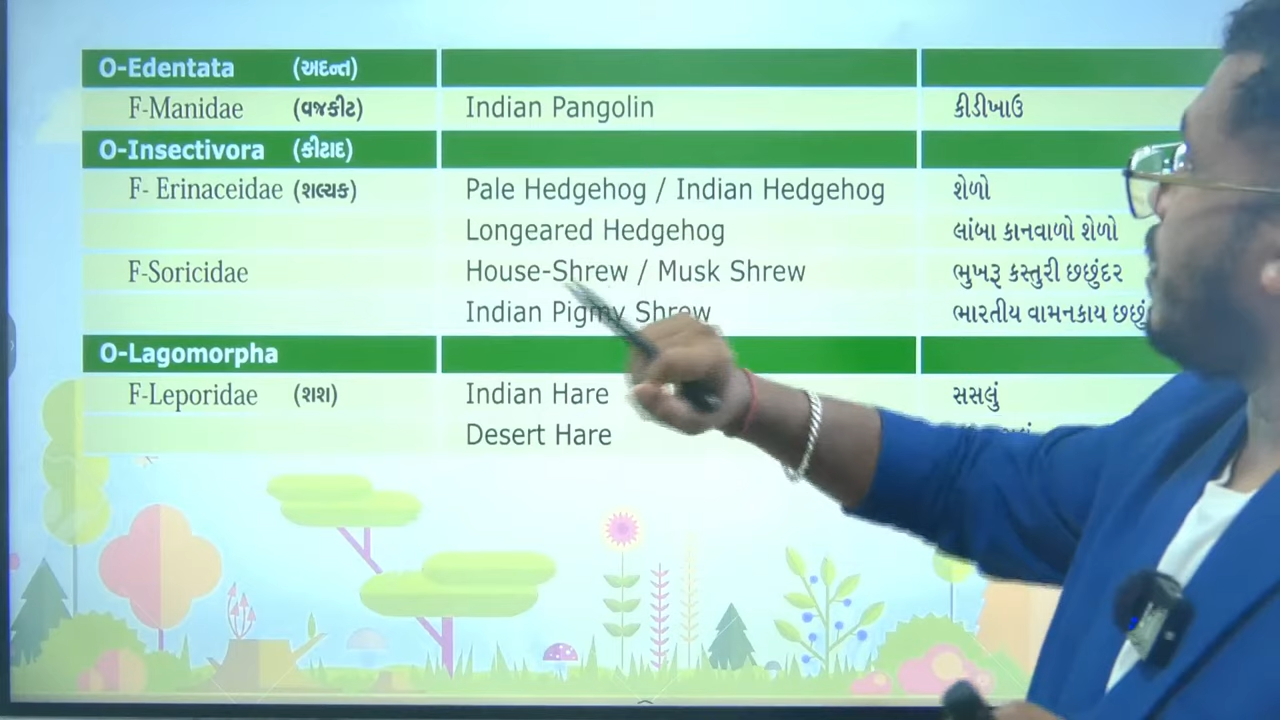 O-Edentata (અદન્ત)
F-Manidae (વજ્રકીટ) Indian Pangolin કીડીખાઉ
O-Insectivora (કીટાદ)
F- Erinaceidae (શલ્યક) Pale Hedgehog / Indian Hedgehog શેળો
Longeared Hedgehog લાંબા કાનવાળો શેળો
F-Soricidae House-Shrew / Musk Shrew ભુખરૂ કસ્તુરી છછુંદર
Indian Pigmy Shrew ભારતીય વામનકાય
O-Lagomorpha
F-Leporidae (શશ) Indian Hare સસલું
Desert Hare